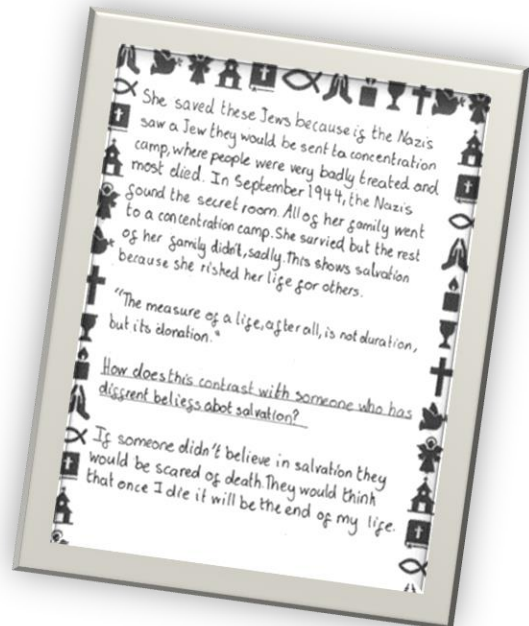 She saved these Jews because if the Nazis
saw a Jew they would be sent to concentration
camp, where people were very badly treated and
most died. In September 1944, the Nazis
found the secret room. All of her family went
to a concentration camp. She survied but the rest
of her family didn't, sadly. This shows salvation
because she risked her life for others.
"The measure of a life, after all, is not duration,
but its donation."
How does this contrast with someone who has
diffrent beliefs abot salvation?
If someone didn't believe in salvation they
would be scared of death. They would think
that once I die it will be the end of my life.